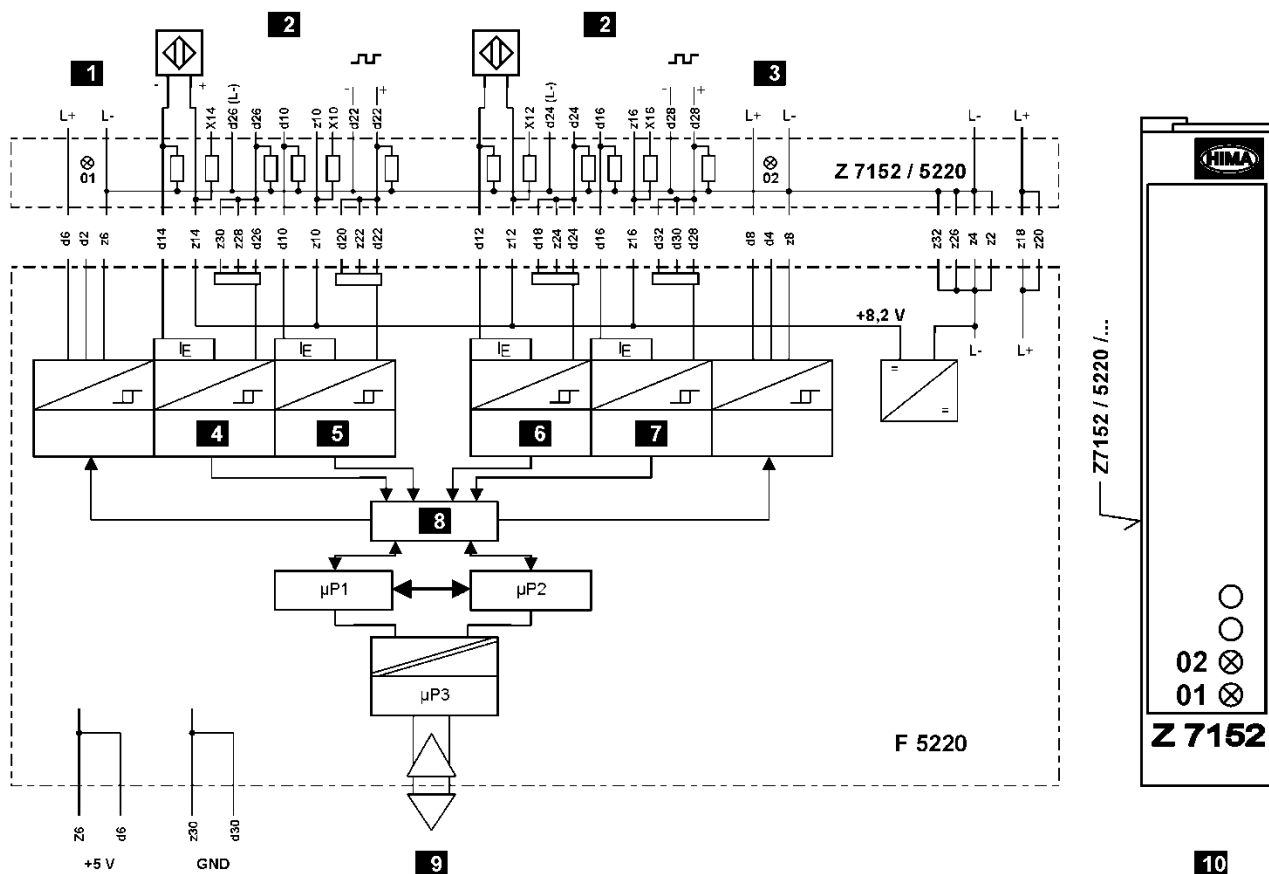 1
2
2
3
- +
- +
- +
- +
L+ L- X14 d26 (L-) d26 d10 z10 X10 d22 d22 X12 d24 (L-) d24 d16 z16 X16 d28 d28 L+ L- L- L+
01
02
Z 7152 / 5220
HIMA
d6 d2 z6 d14 z14 z30 z28 d26 d10 z10 d20 z22 d22 d12 z12 d18 z24 d24 d16 z16 d32 d30 d28 d8 d4 z8 z32 z26 z4 z2 z18 z20
+8,2 V
L- L+
IE IE IE IE
= =
Z7152 / 5220 /...
4 5 6 7
8
µP1 µP2
µP3
F 5220
02
01
Z 7152
Z6 d6 z30 d30
+5 V GND
9
10